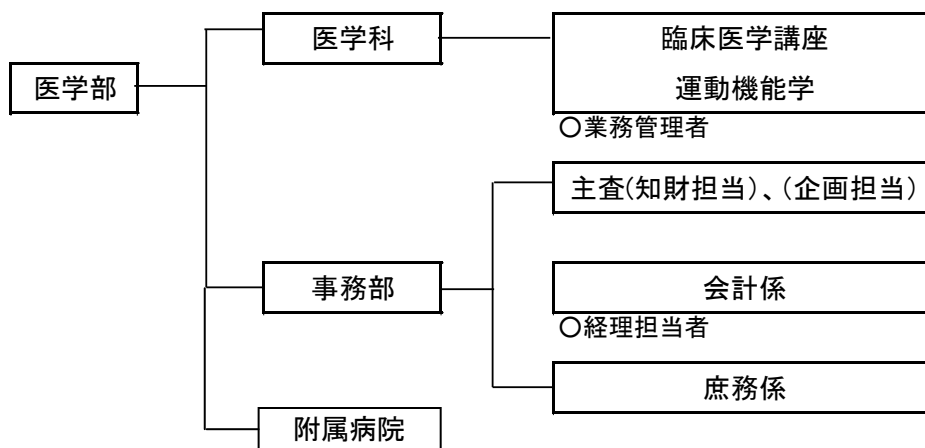 医学部
医学科
臨床医学講座
運動機能学
〇業務管理者
主査(知財担当)、(企画担当)
事務部
会計係
〇経理担当者
庶務係
附属病院